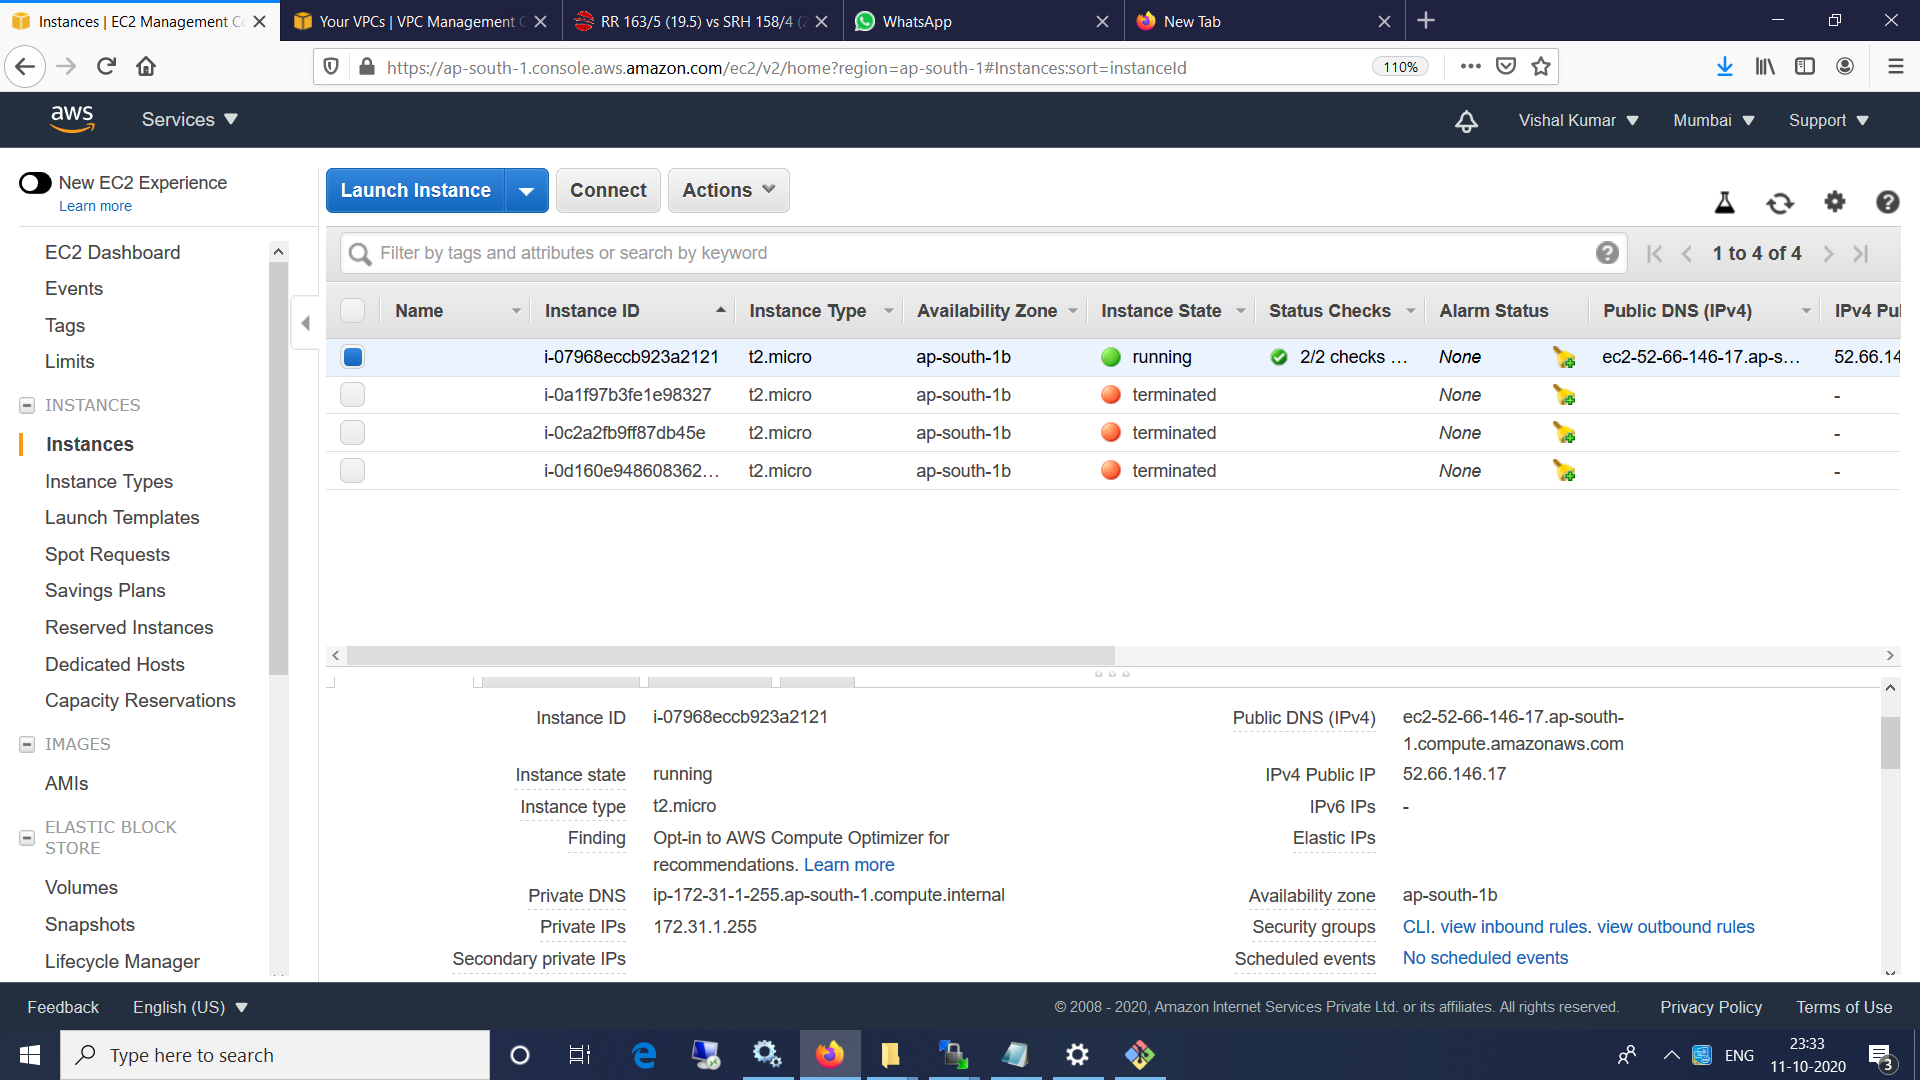 Instances | EC2 Management Co
Your VPCs | VPC Management C
RR 163/5 (19.5) vs SRH 158/4 (2
WhatsApp
New Tab
https://ap-south-1.console.aws.amazon.com/ec2/v2/home?region=ap-south-1#Instances:sort=instanceId
110%
aws
Services
Vishal Kumar
Mumbai
Support
New EC2 Experience
Learn more
EC2 Dashboard
Events
Tags
Limits
INSTANCES
Instances
Instance Types
Launch Templates
Spot Requests
Savings Plans
Reserved Instances
Dedicated Hosts
Capacity Reservations
IMAGES
AMIs
ELASTIC BLOCK
STORE
Volumes
Snapshots
Lifecycle Manager
Launch Instance
Connect
Actions
Filter by tags and attributes or search by keyword
1 to 4 of 4
Name Instance ID Instance Type Availability Zone Instance State Status Checks Alarm Status Public DNS (IPv4) IPv4 Pul
i-07968eccb923a2121 t2.micro ap-south-1b running 2/2 checks ... None ec2-52-66-146-17.ap-s... 52.66.14
i-0a1f97b3fe1e98327 t2.micro ap-south-1b terminated None -
i-0c2a2fb9ff87db45e t2.micro ap-south-1b terminated None -
i-0d160e948608362... t2.micro ap-south-1b terminated None -
Instance ID i-07968eccb923a2121
Public DNS (IPv4) ec2-52-66-146-17.ap-south-
1.compute.amazonaws.com
Instance state running
IPv4 Public IP 52.66.146.17
Instance type t2.micro
IPv6 IPs -
Finding Opt-in to AWS Compute Optimizer for
recommendations. Learn more
Elastic IPs
Private DNS ip-172-31-1-255.ap-south-1.compute.internal
Availability zone ap-south-1b
Private IPs 172.31.1.255
Security groups CLI. view inbound rules. view outbound rules
Secondary private IPs
Scheduled events No scheduled events
Feedback
English (US)
© 2008 - 2020, Amazon Internet Services Private Ltd. or its affiliates. All rights reserved.
Privacy Policy
Terms of Use
Type here to search
ENG
23:33
11-10-2020
3